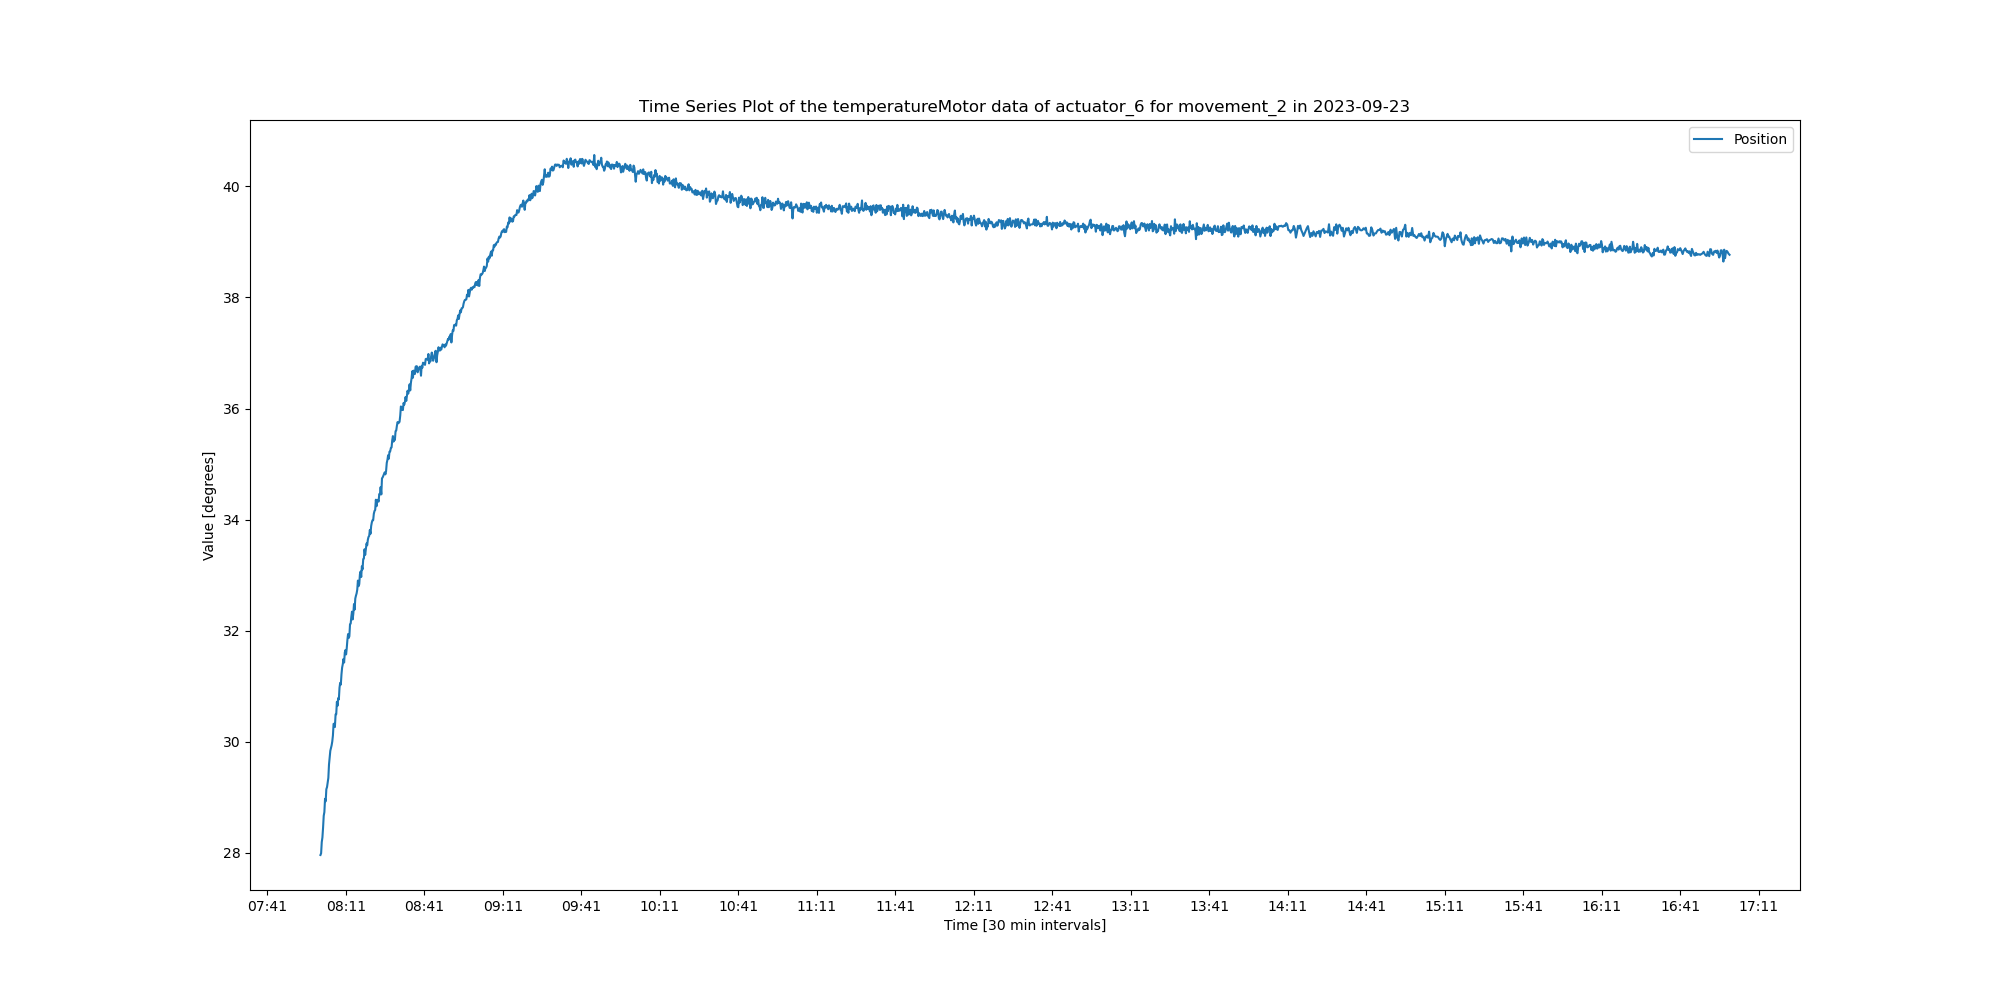 Time Series Plot of the temperatureMotor data of actuator_6 for movement_2 in 2023-09-23
Position
Value [degrees]
40
38
36
34
32
30
28
07:41 08:11 08:41 09:11 09:41 10:11 10:41 11:11 11:41 12:11 12:41 13:11 13:41 14:11 14:41 15:11 15:41 16:11 16:41 17:11
Time [30 min intervals]